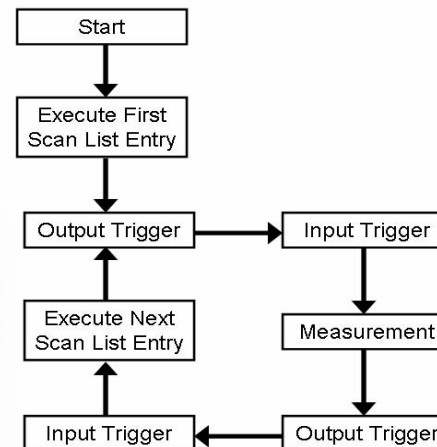 Start
Execute First
Scan List Entry
Output Trigger
Input Trigger
Execute Next
Scan List Entry
Measurement
Input Trigger
Output Trigger